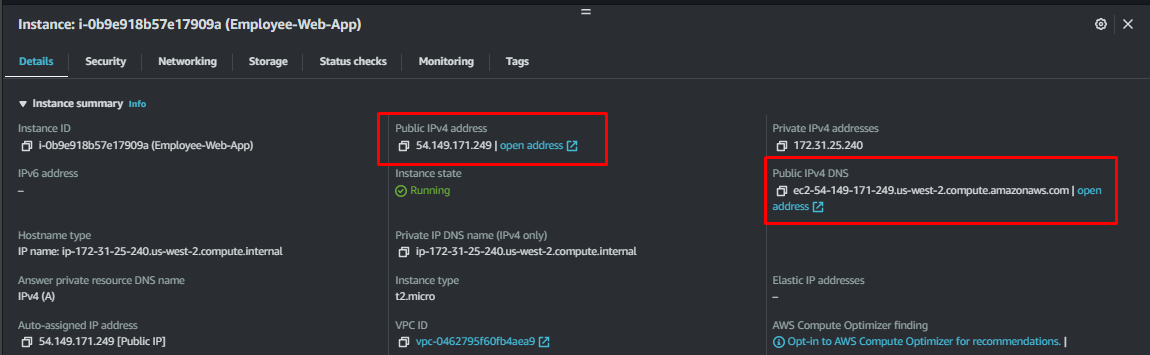 Instance: i-0b9e918b57e17909a (Employee-Web-App)
Details
Security
Networking
Storage
Status checks
Monitoring
Tags
Instance summary Info
Instance ID
i-0b9e918b57e17909a (Employee-Web-App)
Public IPv4 address
54.149.171.249 | open address
Private IPv4 addresses
172.31.25.240
IPv6 address
–
Instance state
Running
Public IPv4 DNS
ec2-54-149-171-249.us-west-2.compute.amazonaws.com | open
address
Hostname type
IP name: ip-172-31-25-240.us-west-2.compute.internal
Private IP DNS name (IPv4 only)
ip-172-31-25-240.us-west-2.compute.internal
Answer private resource DNS name
IPv4 (A)
Instance type
t2.micro
Elastic IP addresses
–
Auto-assigned IP address
54.149.171.249 [Public IP]
VPC ID
vpc-0462795f60fb4aea9
AWS Compute Optimizer finding
Opt-in to AWS Compute Optimizer for recommendations. |